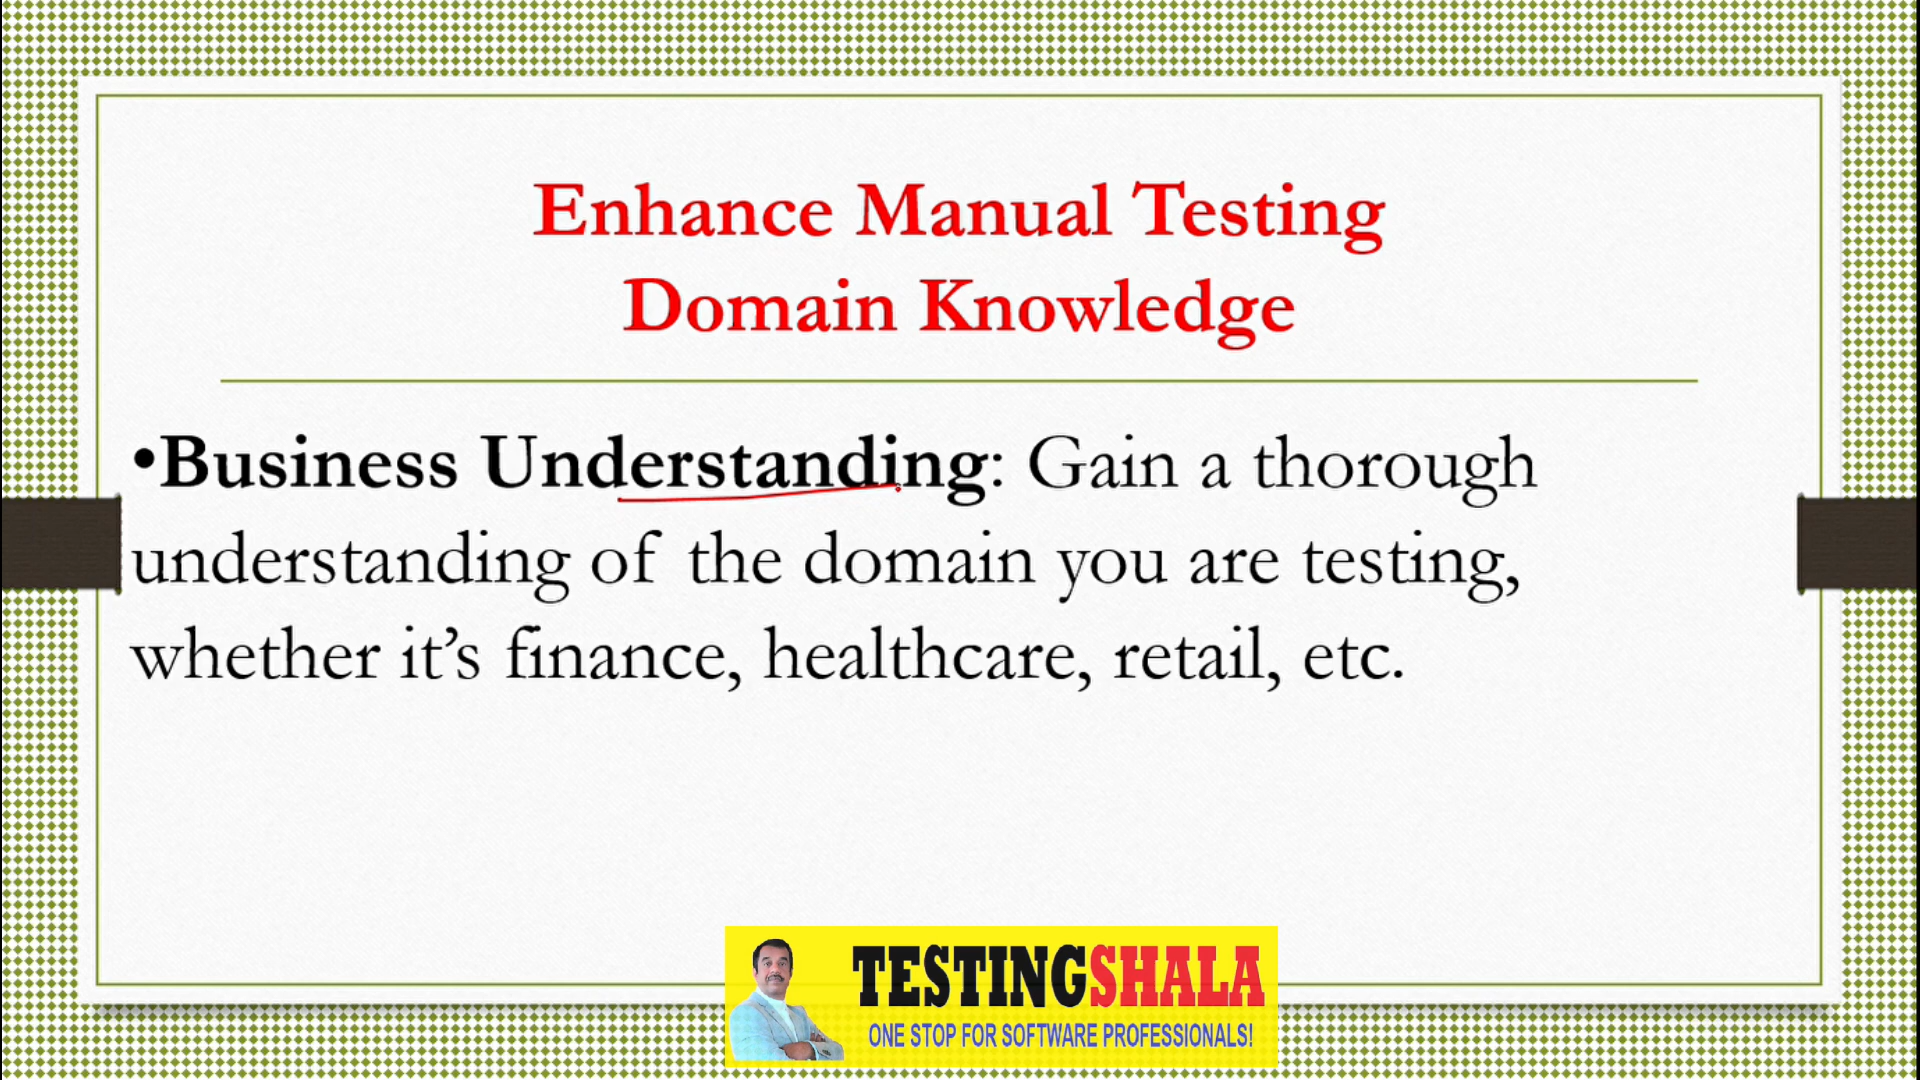 Enhance Manual Testing
Domain Knowledge
•Business Understanding: Gain a thorough
understanding of the domain you are testing,
whether it’s finance, healthcare, retail, etc.
TESTINGSHALA
ONE STOP FOR SOFTWARE PROFESSIONALS!